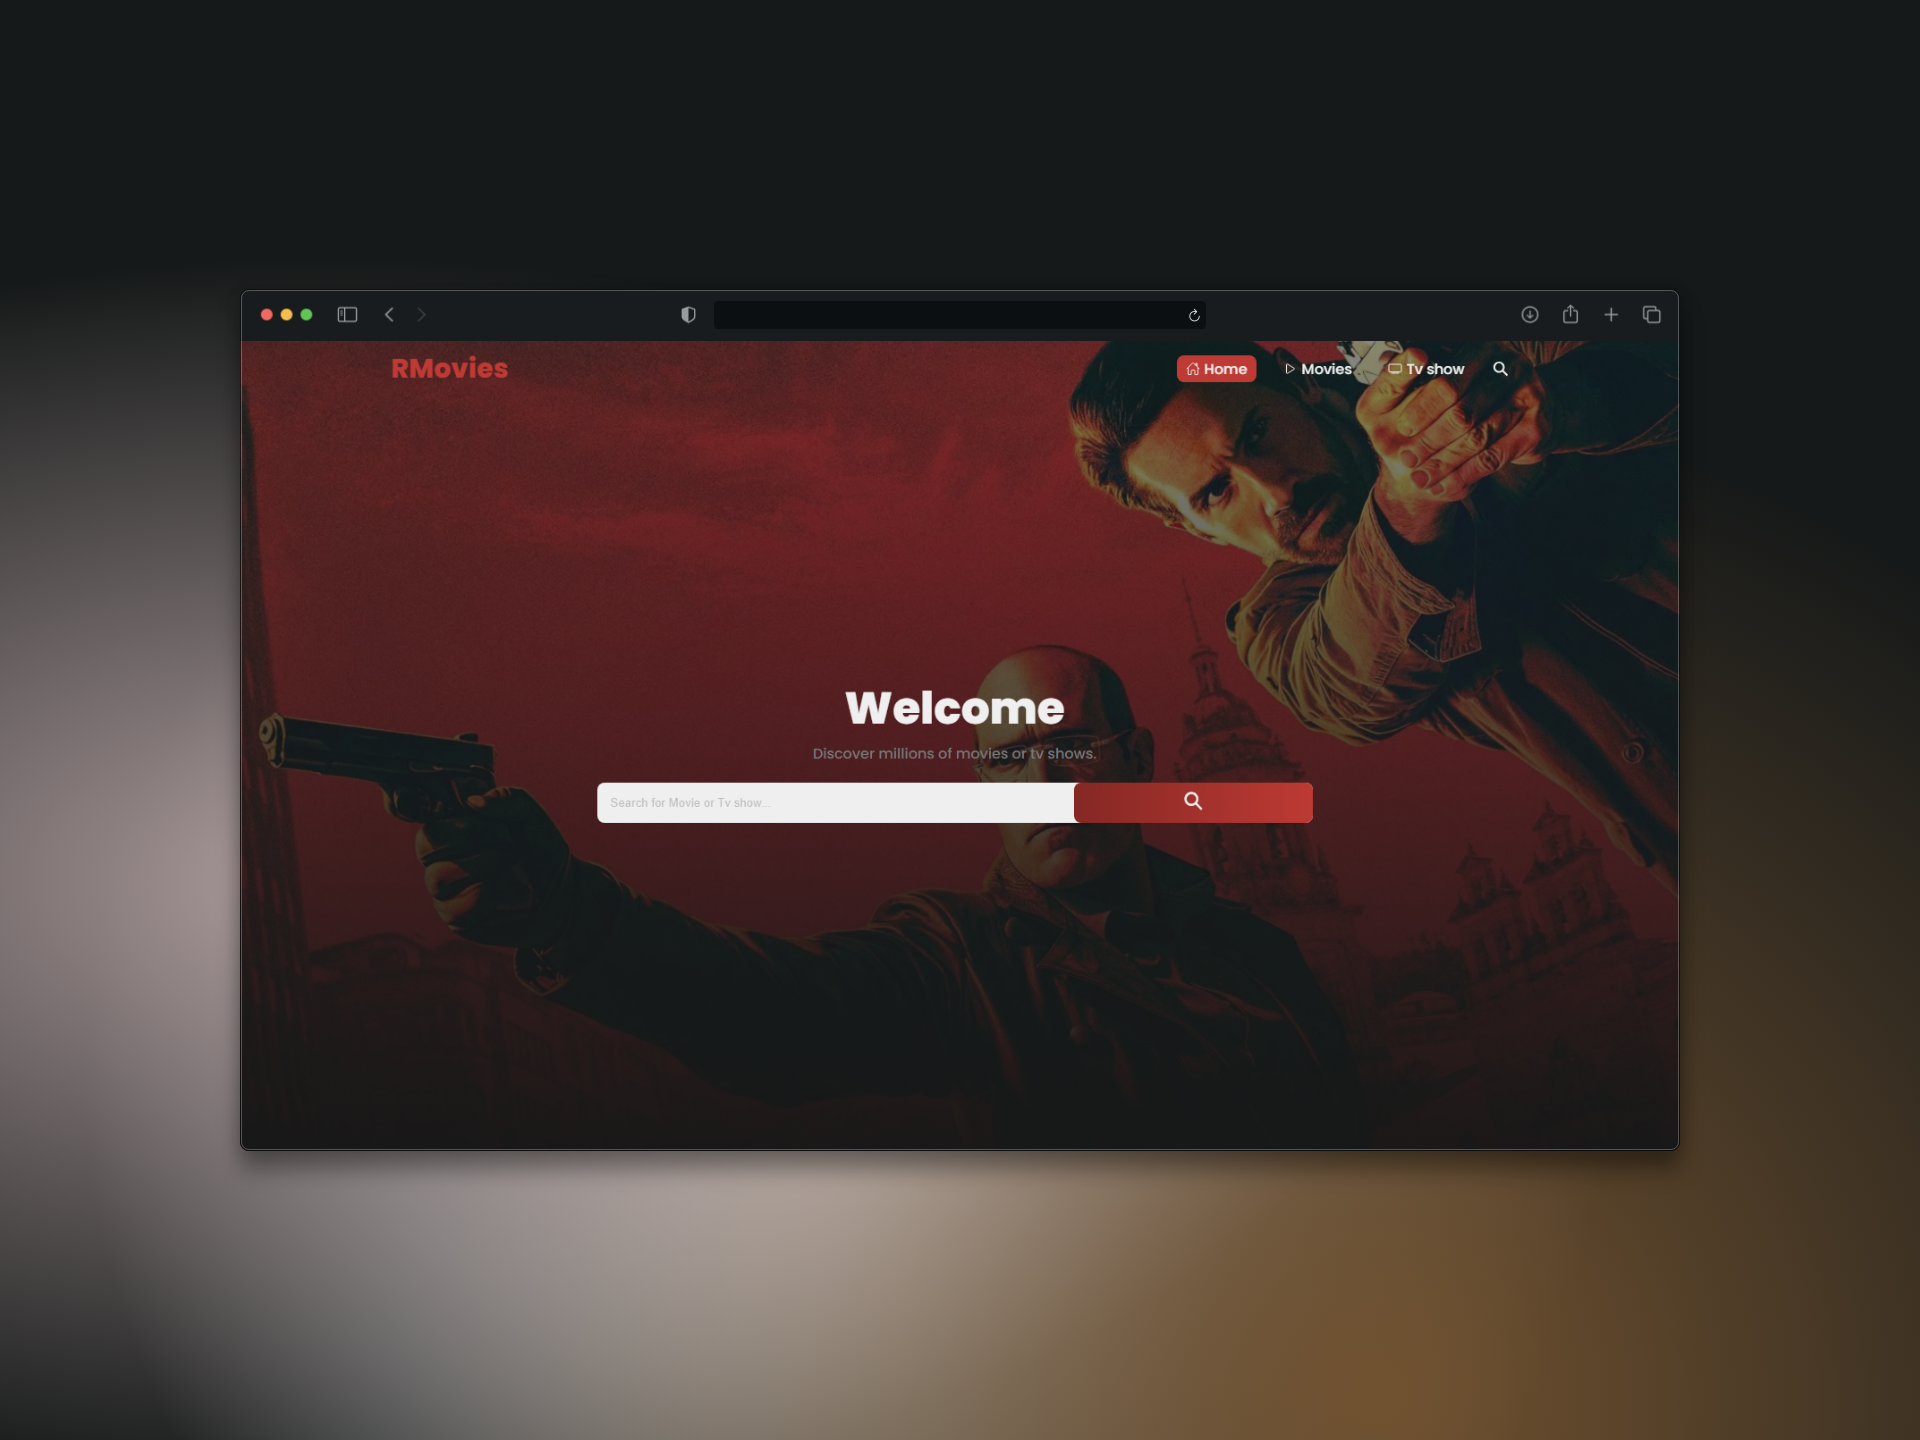 RMovies
Home
Movies
Tv show
Welcome
Discover millions of movies or tv shows.
Search for Movie or Tv show...